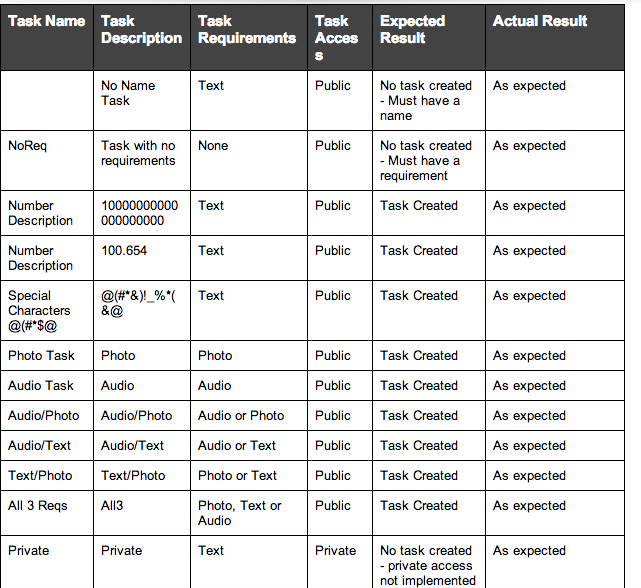 Task Name Task Description Task Requirements Task Access Expected Result Actual Result
No Name Task Text Public No task created - Must have a name As expected
NoReq Task with no requirements None Public No task created - Must have a requirement As expected
Number Description 10000000000000000000 Text Public Task Created As expected
Number Description 100.654 Text Public Task Created As expected
Special Characters @(#*$@ @(#*&)!_%*(&@ Text Public Task Created As expected
Photo Task Photo Photo Public Task Created As expected
Audio Task Audio Audio Public Task Created As expected
Audio/Photo Audio/Photo Audio or Photo Public Task Created As expected
Audio/Text Audio/Text Audio or Text Public Task Created As expected
Text/Photo Text/Photo Photo or Text Public Task Created As expected
All 3 Reqs All3 Photo, Text or Audio Public Task Created As expected
Private Private Text Private No task created - private access not implemented As expected